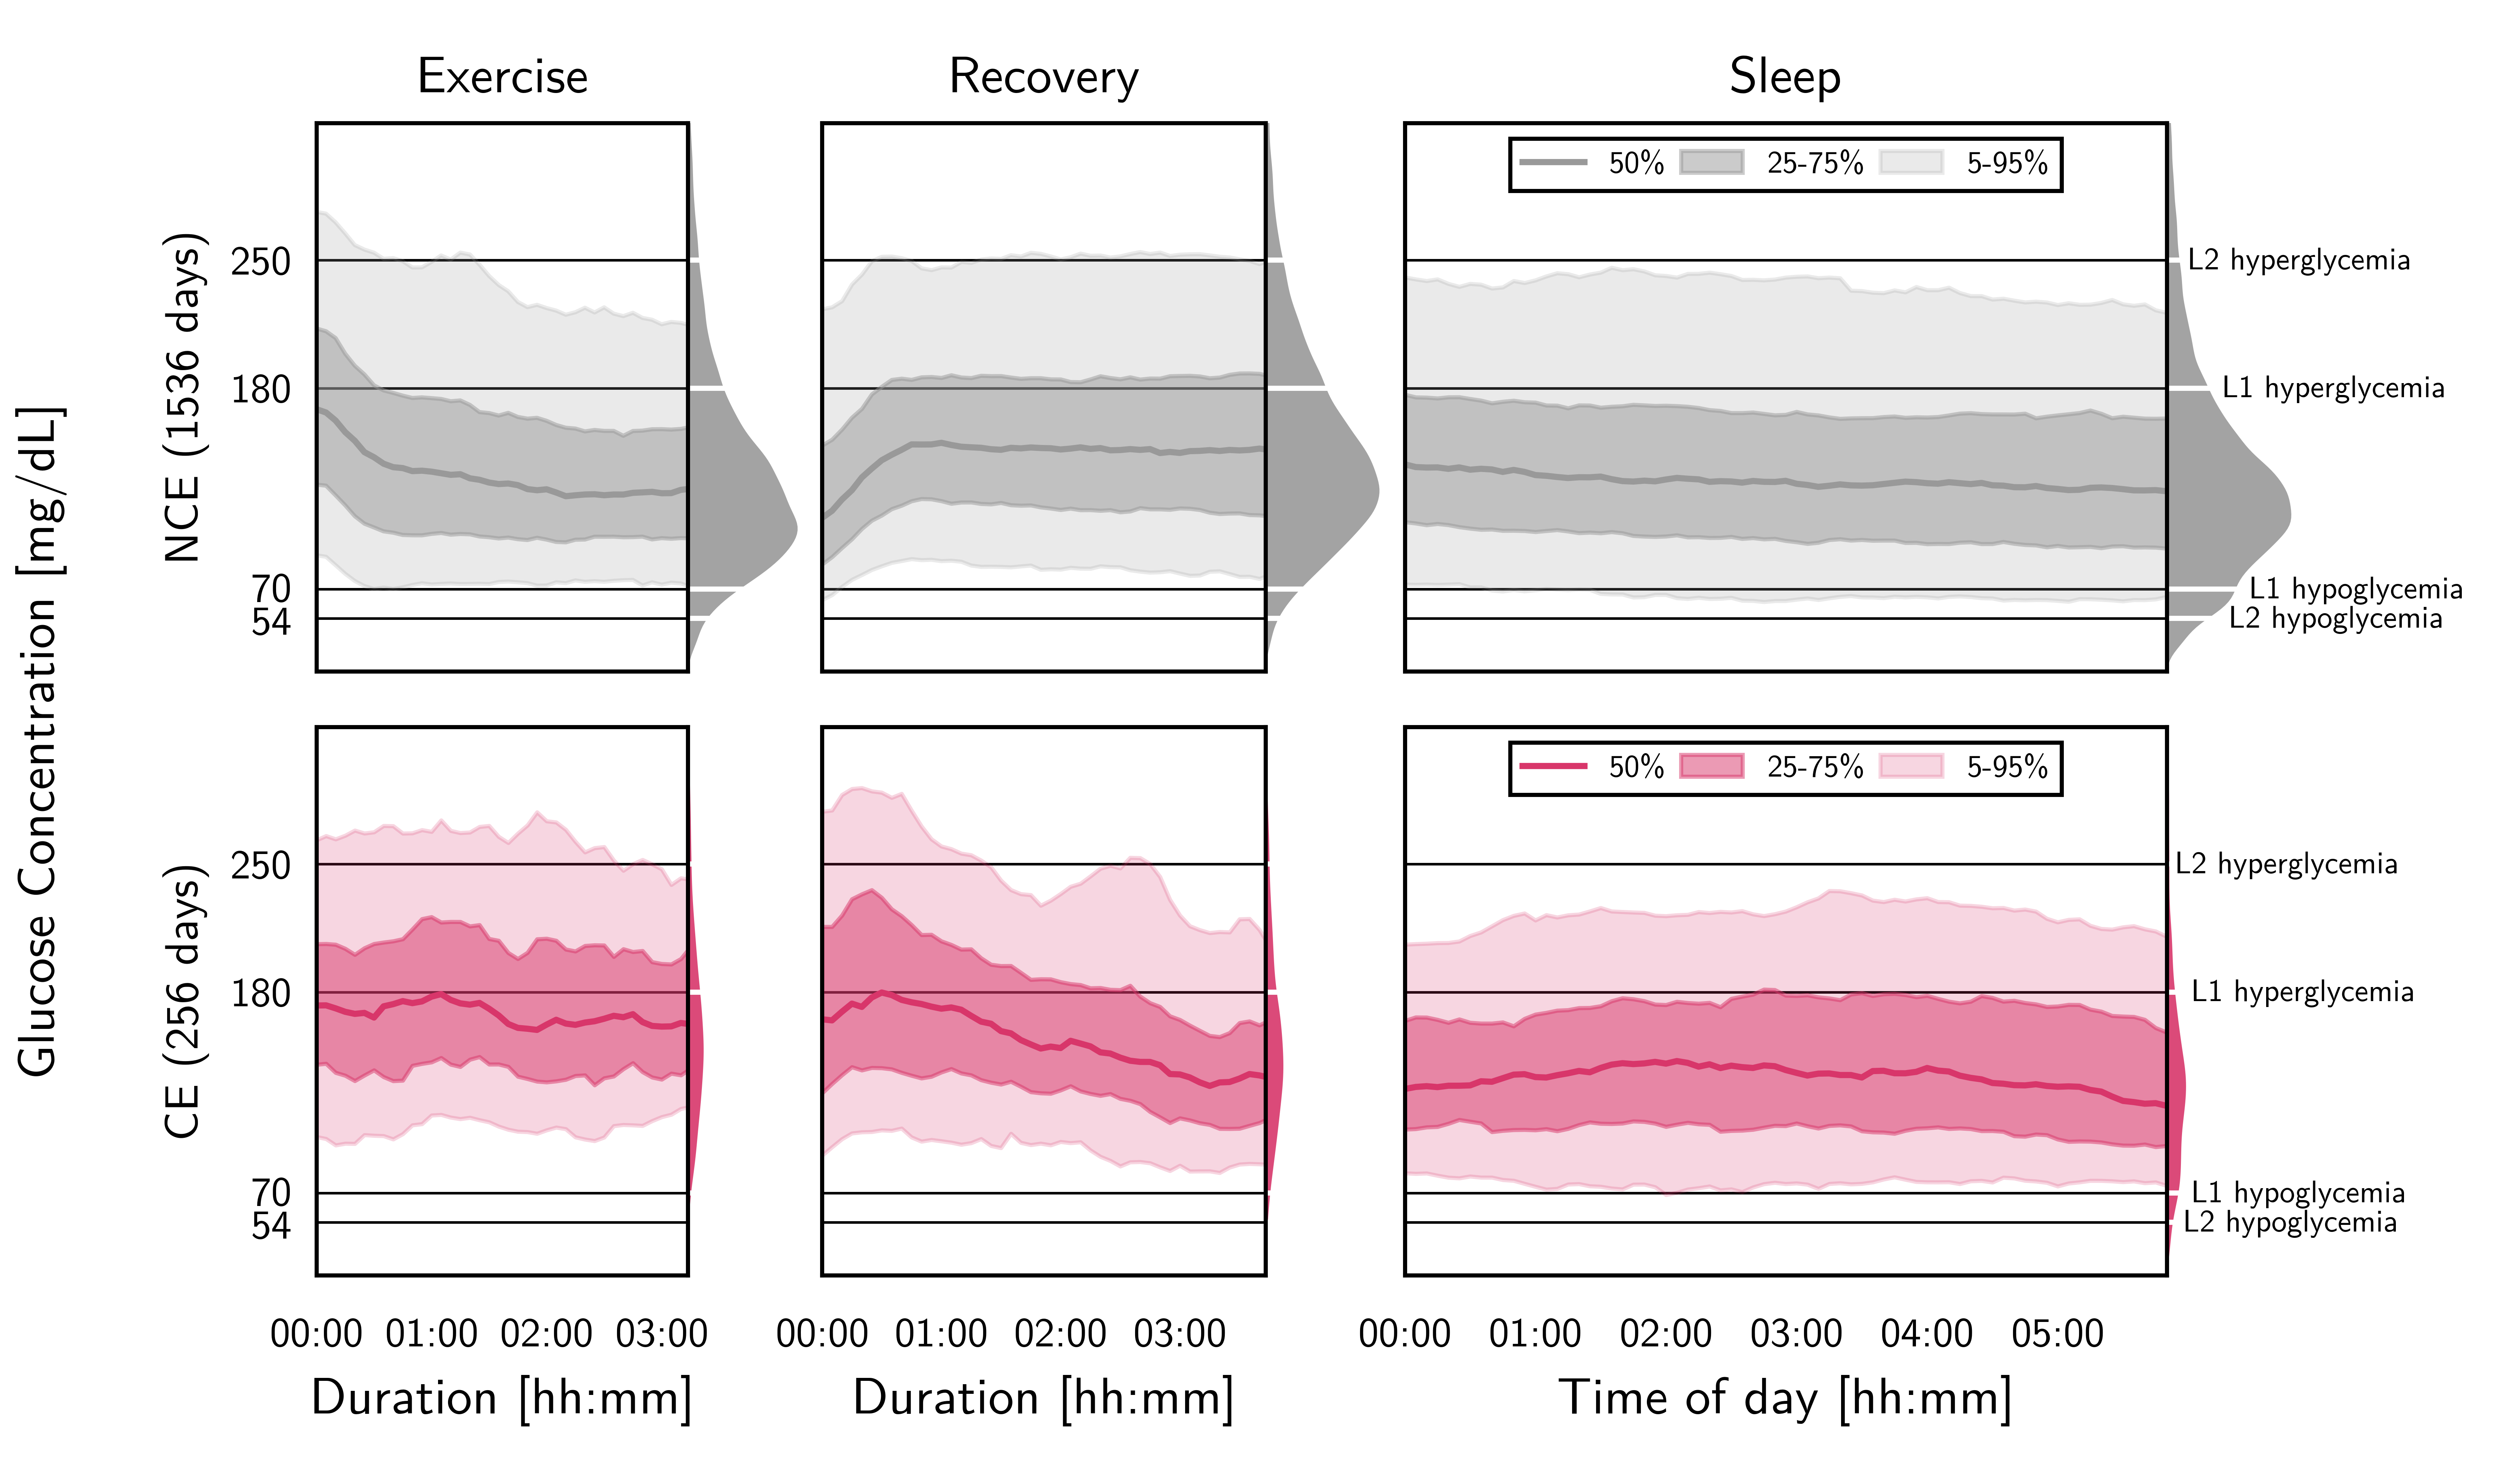 Exercise
Recovery
Sleep
Glucose Concentration [mg/dL]
NCE (1536 days)
250
180
70
54
50%
25-75%
5-95%
L2 hyperglycemia
L1 hyperglycemia
L1 hypoglycemia
L2 hypoglycemia
CE (256 days)
250
180
70
54
50%
25-75%
5-95%
L2 hyperglycemia
L1 hyperglycemia
L1 hypoglycemia
L2 hypoglycemia
00:00 01:00 02:00 03:00
00:00 01:00 02:00 03:00
00:00 01:00 02:00 03:00 04:00 05:00
Duration [hh:mm]
Duration [hh:mm]
Time of day [hh:mm]